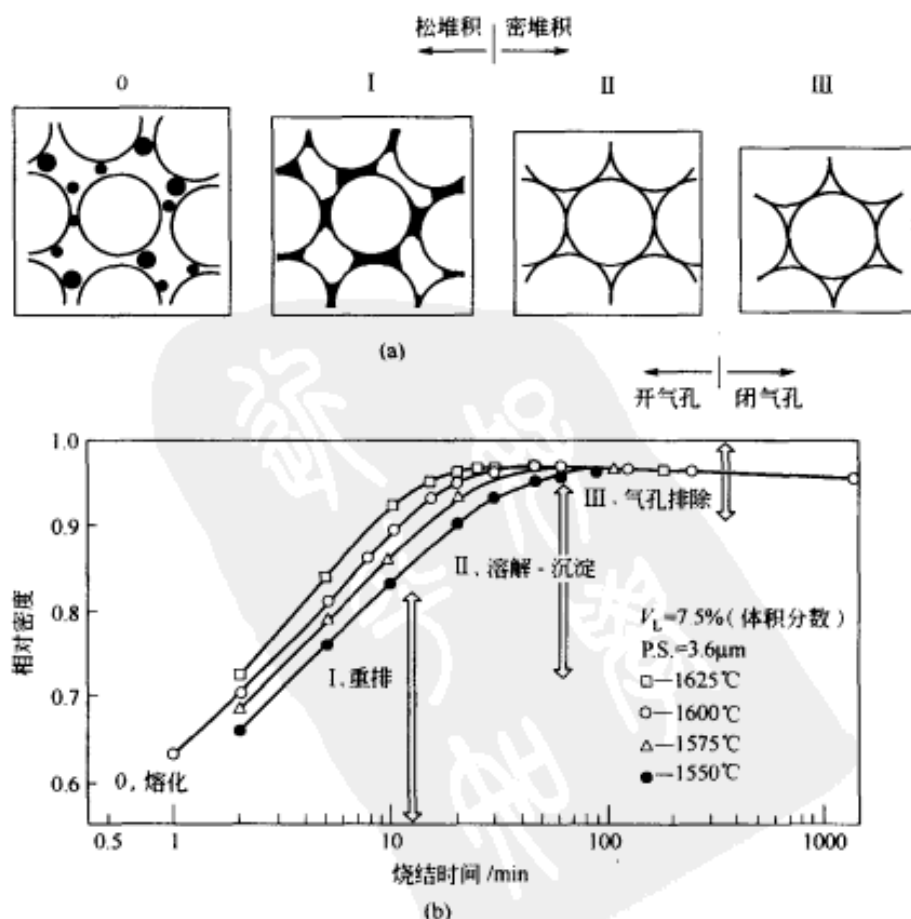 松堆积 密堆积
0 Ⅰ Ⅱ Ⅲ
(a)
开气孔 闭气孔
1.0
0.9
0.8
0.7
0.6
相对密度
Ⅲ. 气孔排除
Ⅱ, 溶解-沉淀
Ⅰ, 重排
0, 熔化
V_L=7.5%(体积分数)
P.S.=3.6μm
□—1625℃
○—1600℃
△—1575℃
●—1550℃
0.5 1 10 100 1000
烧结时间/min
(b)